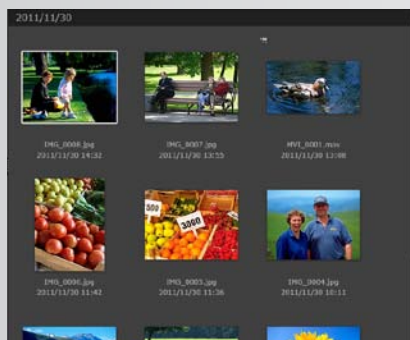 2011/11/30
IMG_0008.jpg
2011/11/30 14:32
IMG_0007.jpg
2011/11/30 13:55
MVI_0001.mov
2011/11/30 13:08
500
3000
IMG_0006.jpg
2011/11/30 11:42
IMG_0005.jpg
2011/11/30 11:36
IMG_0004.jpg
2011/11/30 10:11